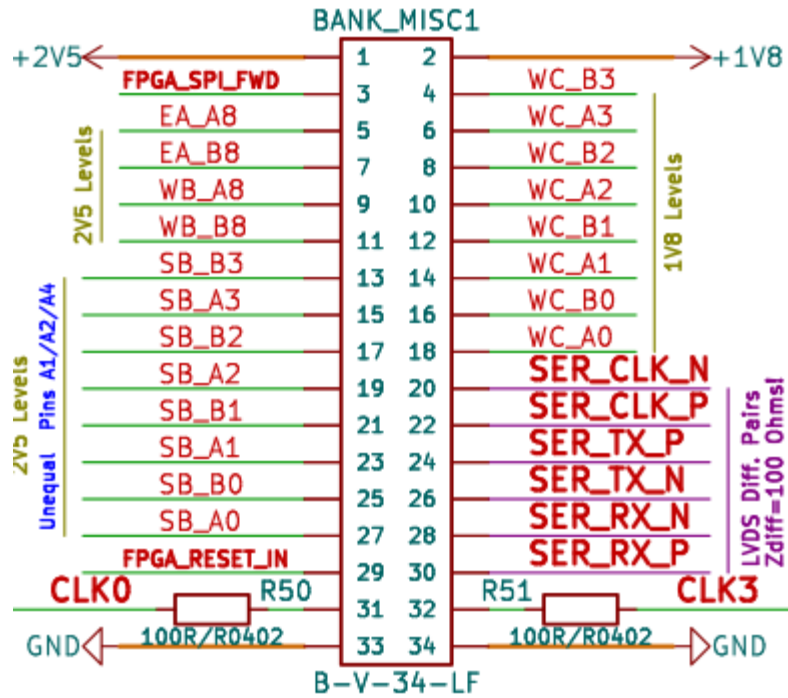 BANK_MISC1
+2V5 1 2 +1V8
FPGA_SPI_FWD 3 4 WC_B3
EA_A8 5 6 WC_A3
EA_B8 7 8 WC_B2
WB_A8 9 10 WC_A2
WB_B8 11 12 WC_B1
SB_B3 13 14 WC_A1
SB_A3 15 16 WC_B0
SB_B2 17 18 WC_A0
SB_A2 19 20 SER_CLK_N
SB_B1 21 22 SER_CLK_P
SB_A1 23 24 SER_TX_P
SB_B0 25 26 SER_TX_N
SB_A0 27 28 SER_RX_N
FPGA_RESET_IN 29 30 SER_RX_P
CLK0 R50 31 32 R51 CLK3
100R/R0402 100R/R0402
GND 33 34 GND
B-V-34-LF
2V5 Levels
2V5 Levels
Unequal Pins A1/A2/A4
1V8 Levels
LVDS Diff. Pairs
Zdiff=100 Ohms!